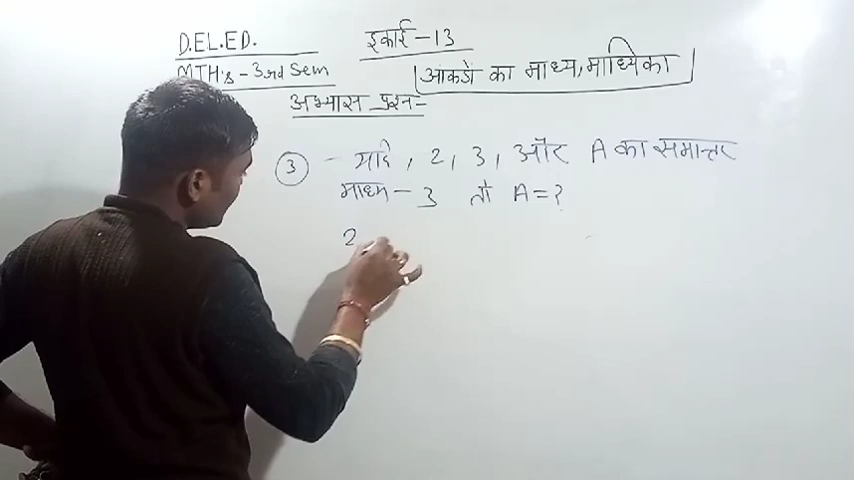 D.EL.ED. इकाई-13
MTH's - 3rd Sem आंकडों का माध्य, माध्यिका
अभ्यास प्रश्न-
③ - यदि, 2, 3, और A का समान्तर
माध्य - 3 तो A=?
2